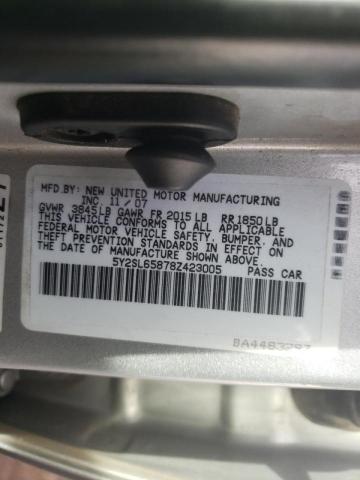 MFD.BY: NEW UNITED MOTOR MANUFACTURING
INC. 11 / 07
GVWR 3845LB GAWR FR 2015 LB RR 1850 LB
THIS VEHICLE CONFORMS TO ALL APPLICABLE
FEDERAL MOTOR VEHICLE SAFETY, BUMPER, AND
THEFT PREVENTION STANDARDS IN EFFECT ON
THE DATE OF MANUFACTURE SHOWN ABOVE.
5Y2SL65878Z423005 PASS CAR